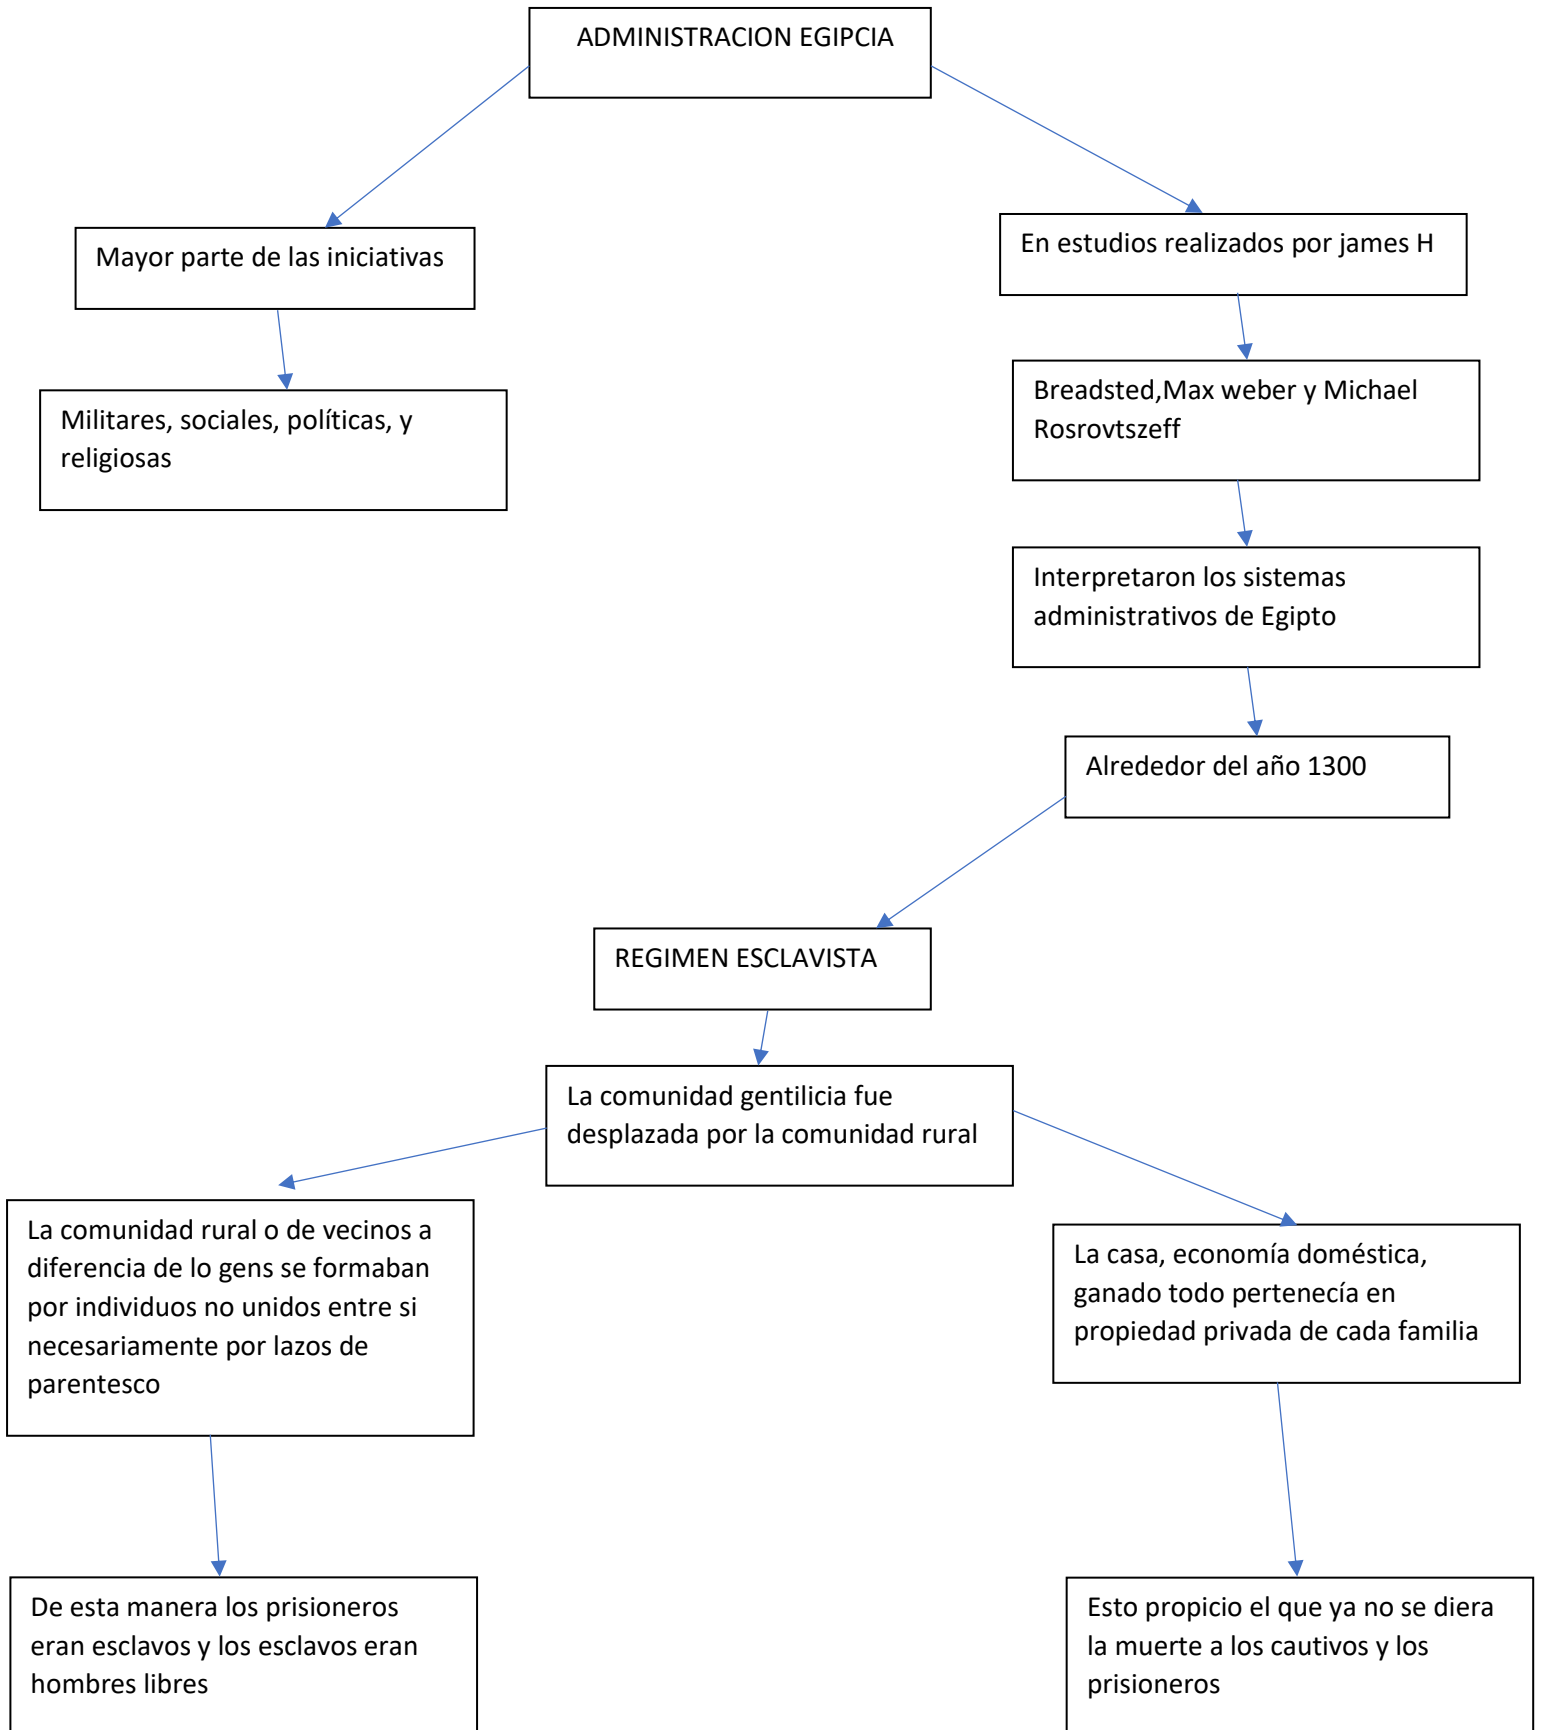 ADMINISTRACION EGIPCIA
Mayor parte de las iniciativas
En estudios realizados por james H
Militares, sociales, políticas, y
religiosas
Breadsted,Max weber y Michael
Rosrovtszeff
Interpretaron los sistemas
administrativos de Egipto
Alrededor del año 1300
REGIMEN ESCLAVISTA
La comunidad gentilicia fue
desplazada por la comunidad rural
La comunidad rural o de vecinos a
diferencia de lo gens se formaban
por individuos no unidos entre si
necesariamente por lazos de
parentesco
La casa, economía doméstica,
ganado todo pertenecía en
propiedad privada de cada familia
De esta manera los prisioneros
eran esclavos y los esclavos eran
hombres libres
Esto propicio el que ya no se diera
la muerte a los cautivos y los
prisioneros